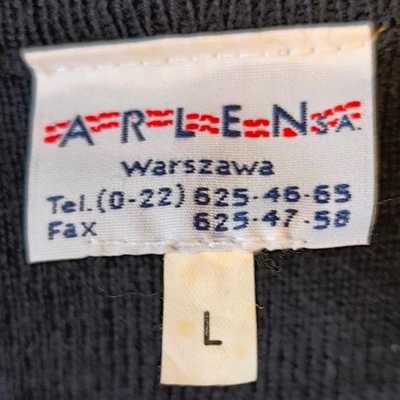 ARLEN S.A.
Warszawa
Tel. (0-22) 625-46-65
Fax 625-47-58
L